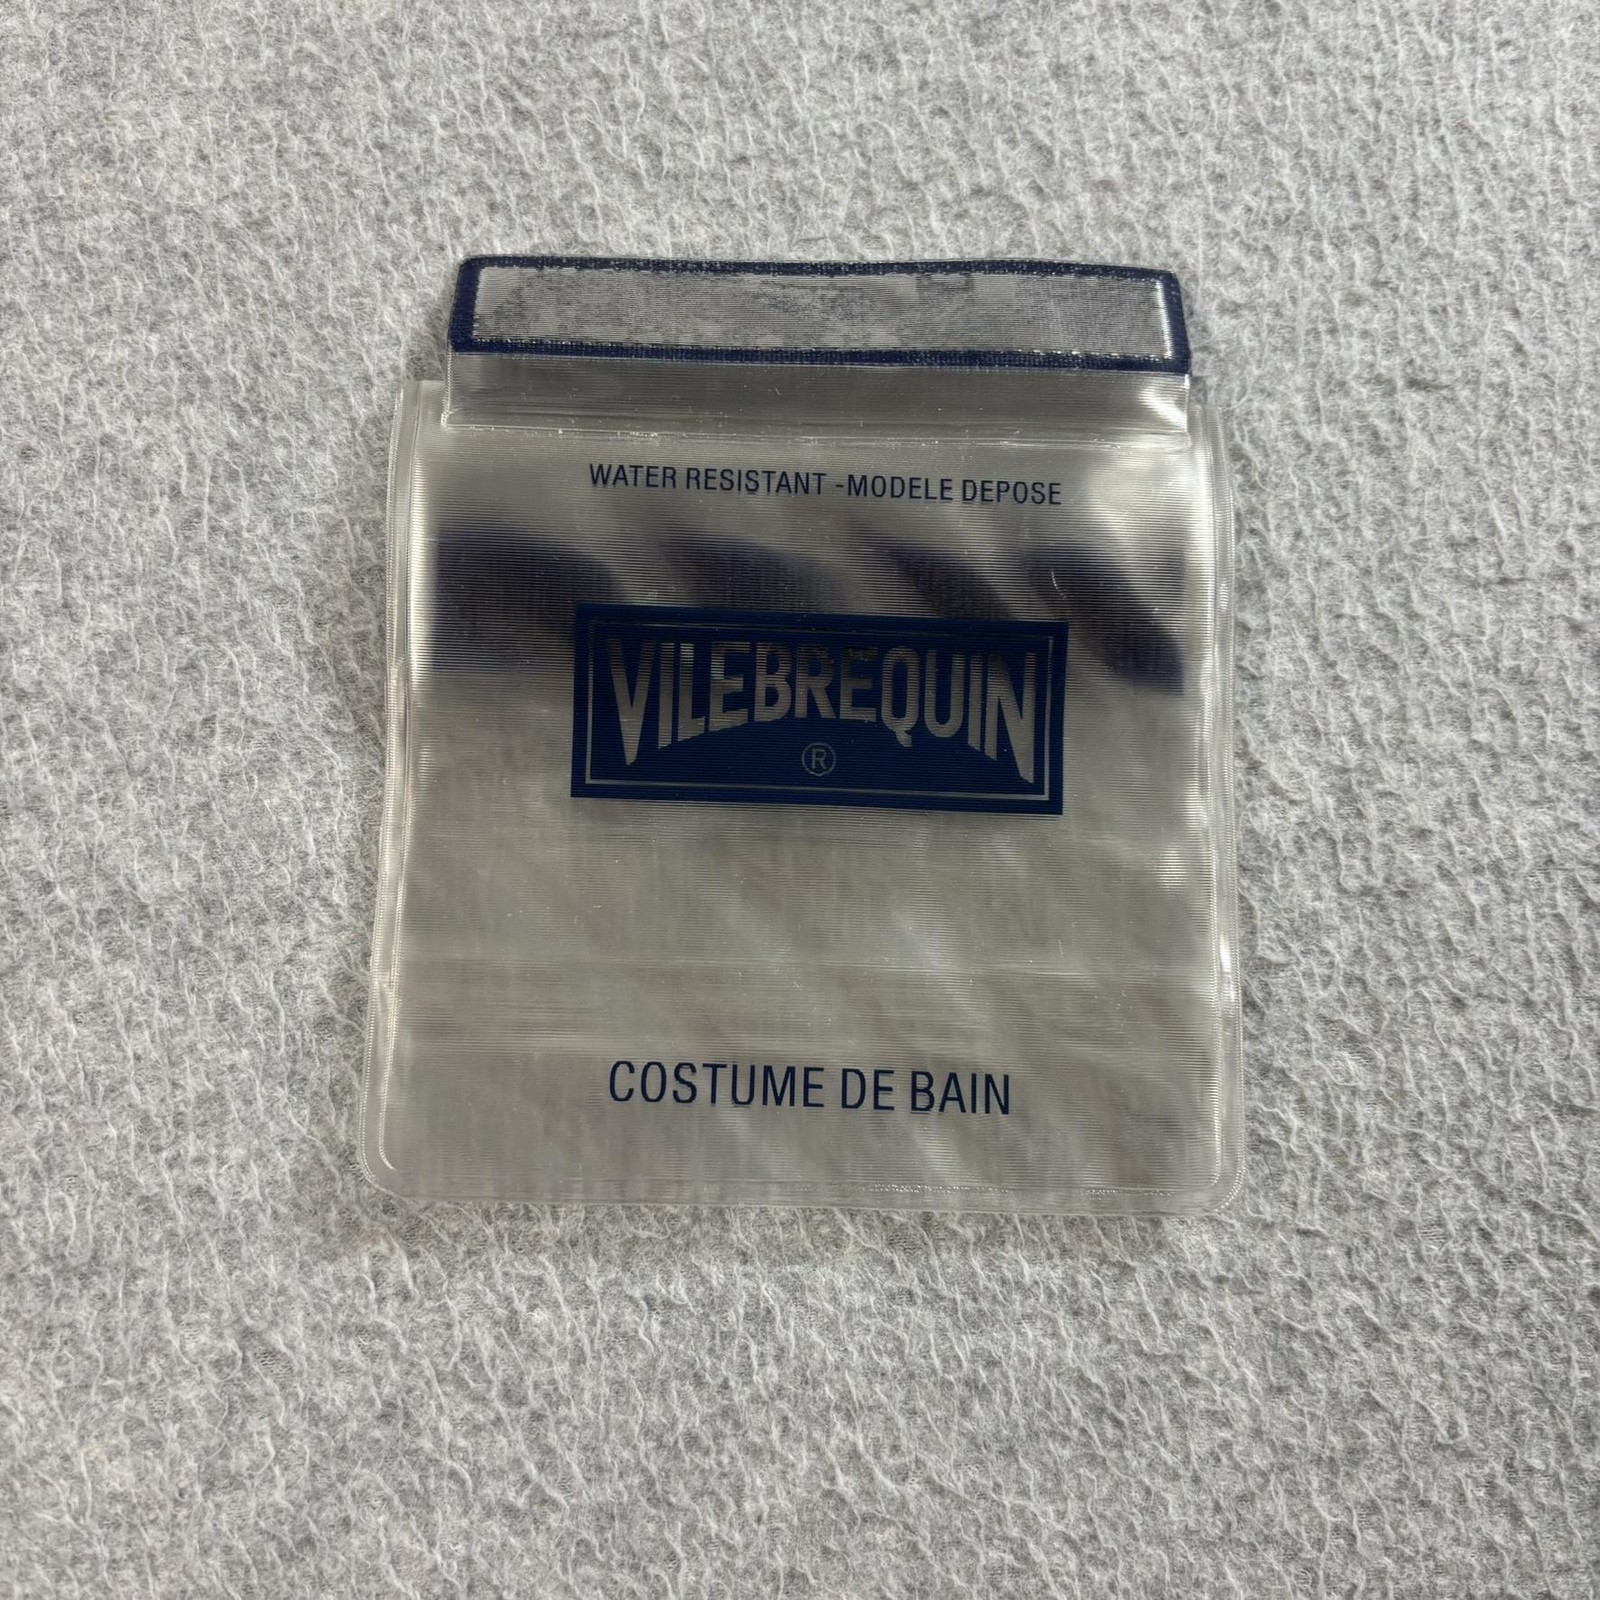 WATER RESISTANT -MODELE DEPOSE
VILEBREQUIN
®
COSTUME DE BAIN